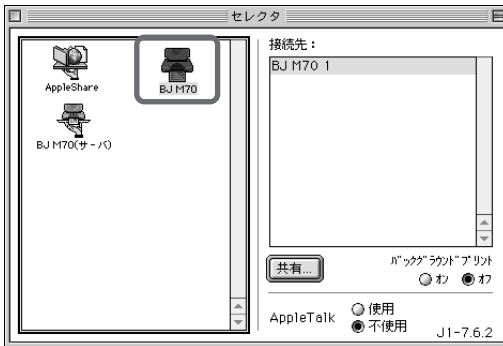 セレクタ
AppleShare
BJ M70
BJ M70(サーバ)
接続先：
BJ M70 1
共有...
バックグラウンドプリント
オン オフ
AppleTalk
使用
不使用
J1-7.6.2